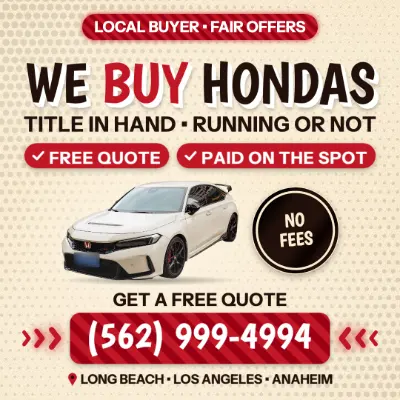 LOCAL BUYER • FAIR OFFERS
WE BUY HONDAS
TITLE IN HAND • RUNNING OR NOT
FREE QUOTE
PAID ON THE SPOT
NO
FEES
GET A FREE QUOTE
(562) 999-4994
LONG BEACH • LOS ANGELES • ANAHEIM